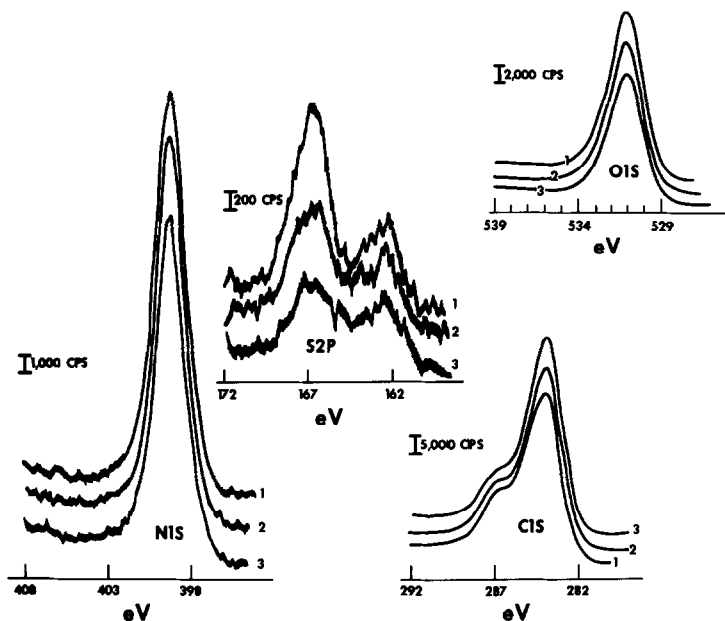 1,000 CPS
1
2
3
N1S
408 403 398
eV
200 CPS
1
2
3
S2P
172 167 162
eV
2,000 CPS
1
2
3
O1S
539 534 529
eV
5,000 CPS
3
2
1
C1S
292 287 282
eV